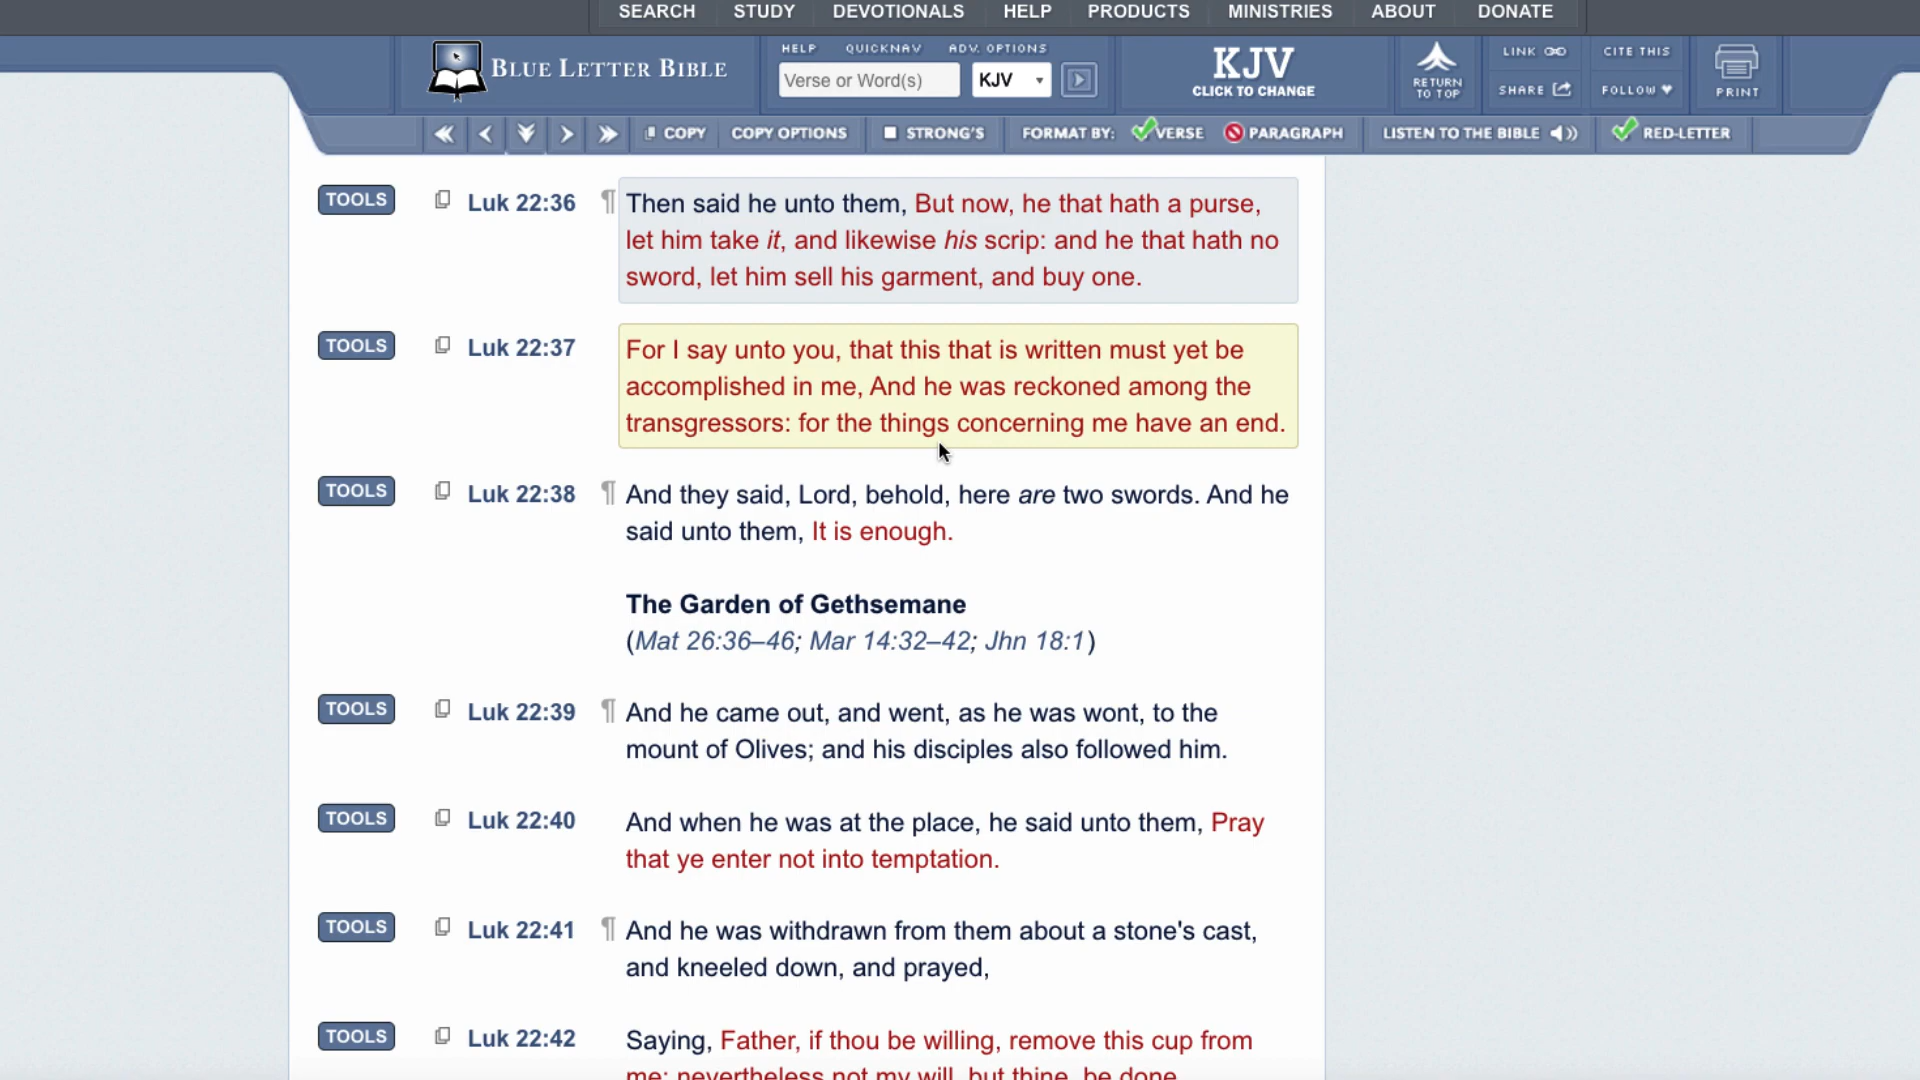 SEARCH STUDY DEVOTIONALS HELP PRODUCTS MINISTRIES ABOUT DONATE
BLUE LETTER BIBLE
HELP QUICKNAV ADV. OPTIONS
Verse or Word(s) KJV
KJV
CLICK TO CHANGE
RETURN
TO TOP
LINK CITE THIS
SHARE FOLLOW
PRINT
COPY COPY OPTIONS STRONG'S FORMAT BY: VERSE PARAGRAPH LISTEN TO THE BIBLE RED-LETTER
TOOLS Luk 22:36 ¶ Then said he unto them, But now, he that hath a purse,
let him take it, and likewise his scrip: and he that hath no
sword, let him sell his garment, and buy one.
TOOLS Luk 22:37 For I say unto you, that this that is written must yet be
accomplished in me, And he was reckoned among the
transgressors: for the things concerning me have an end.
TOOLS Luk 22:38 ¶ And they said, Lord, behold, here are two swords. And he
said unto them, It is enough.
The Garden of Gethsemane
(Mat 26:36–46; Mar 14:32–42; Jhn 18:1)
TOOLS Luk 22:39 ¶ And he came out, and went, as he was wont, to the
mount of Olives; and his disciples also followed him.
TOOLS Luk 22:40 And when he was at the place, he said unto them, Pray
that ye enter not into temptation.
TOOLS Luk 22:41 ¶ And he was withdrawn from them about a stone's cast,
and kneeled down, and prayed,
TOOLS Luk 22:42 Saying, Father, if thou be willing, remove this cup from
me: nevertheless not my will, but thine, be done.